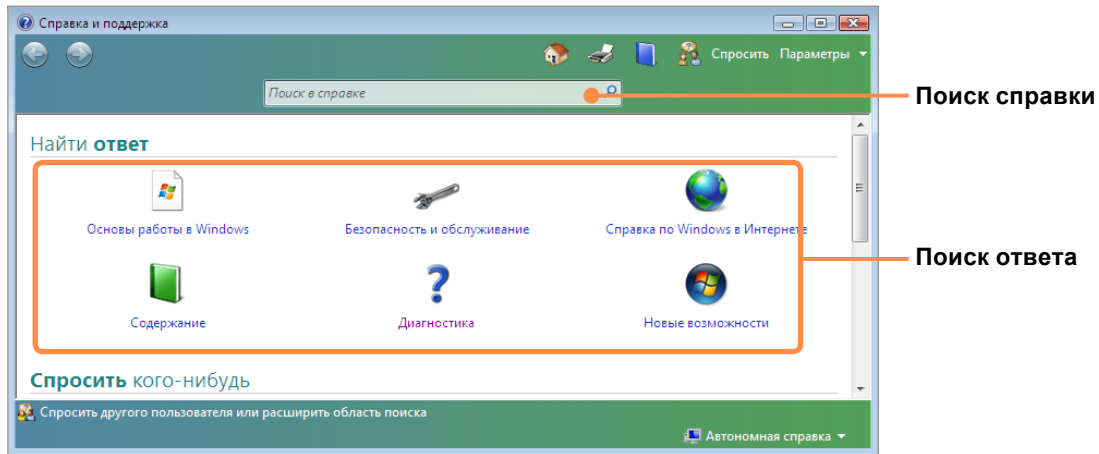 Справка и поддержка
Спросить Параметры
Поиск в справке
Поиск справки
Найти ответ
Основы работы в Windows
Безопасность и обслуживание
Справка по Windows в Интернете
Поиск ответа
Содержание
Диагностика
Новые возможности
Спросить кого-нибудь
Спросить другого пользователя или расширить область поиска
Автономная справка